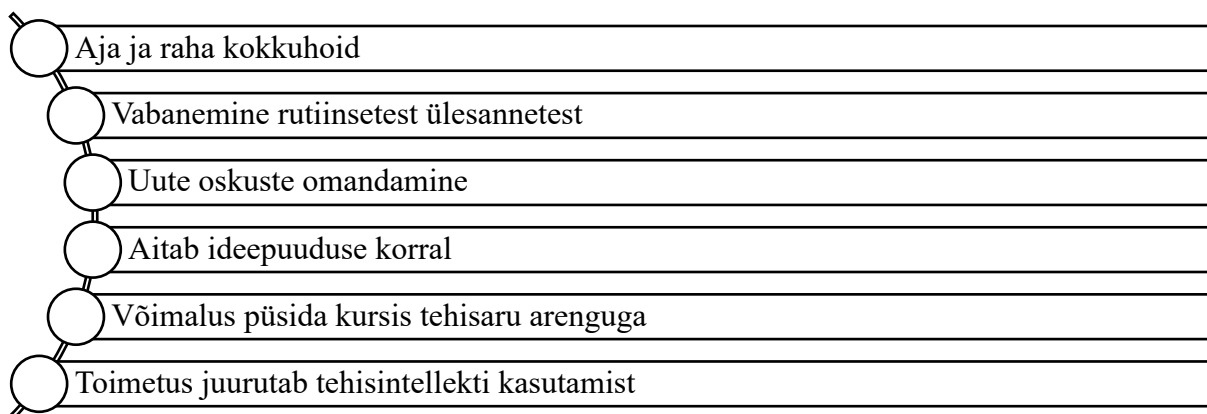 Aja ja raha kokkuhoid
Vabanemine rutiinsetest ülesannetest
Uute oskuste omandamine
Aitab ideepuuduse korral
Võimalus püsida kursis tehisaru arenguga
Toimetus juurutab tehisintellekti kasutamist